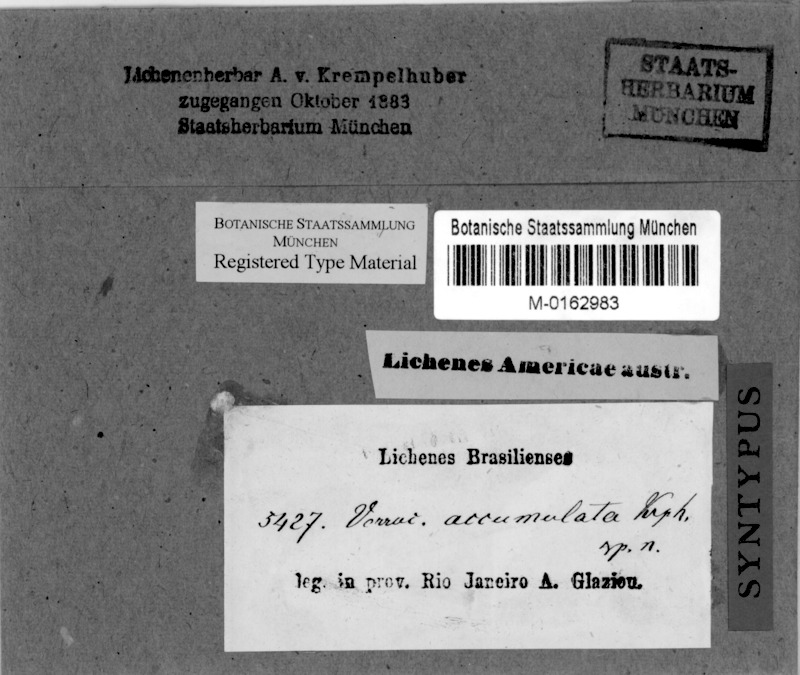 Lichenenherbar A. v. Krempelhuber
zugegangen Oktober 1883
Staatsherbarium München
STAATS-
HERBARIUM
MÜNCHEN
BOTANISCHE STAATSSAMMLUNG
MÜNCHEN
Registered Type Material
Botanische Staatssammlung München
M-0162983
Lichenes Americae austr.
SYNTYPUS
Lichenes Brasilienses
5427. Verruc. accumulata Krph.
sp. n.
leg. in prov. Rio Janeiro A. Glaziou.